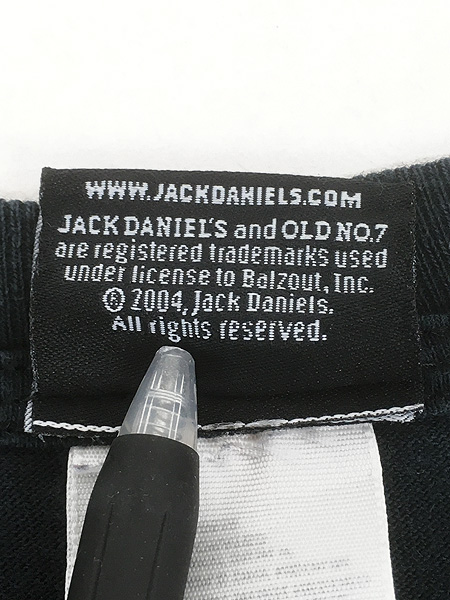 WWW.JACKDANIELS.COM
JACK DANIEL'S and OLD NO.7
are registered trademarks used
under license to Balzout, Inc.
© 2004, Jack Daniels.
All rights reserved.